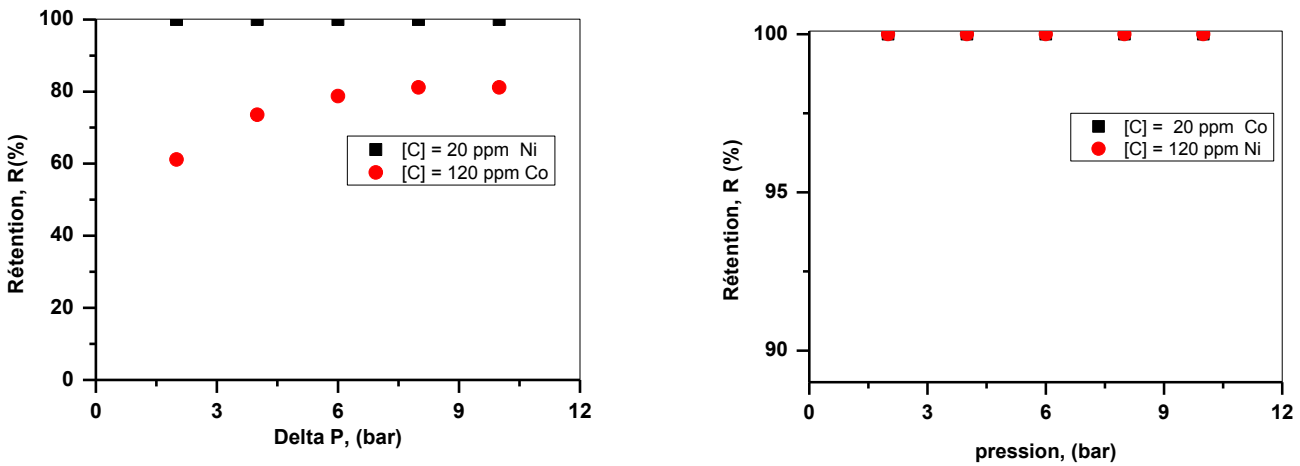 100
80
60
40
20
0
Rétention, R(%)
[C] = 20 ppm Ni
[C] = 120 ppm Co
0 3 6 9 12
Delta P, (bar)
100
95
90
Rétention, R (%)
[C] = 20 ppm Co
[C] = 120 ppm Ni
0 3 6 9 12
pression, (bar)